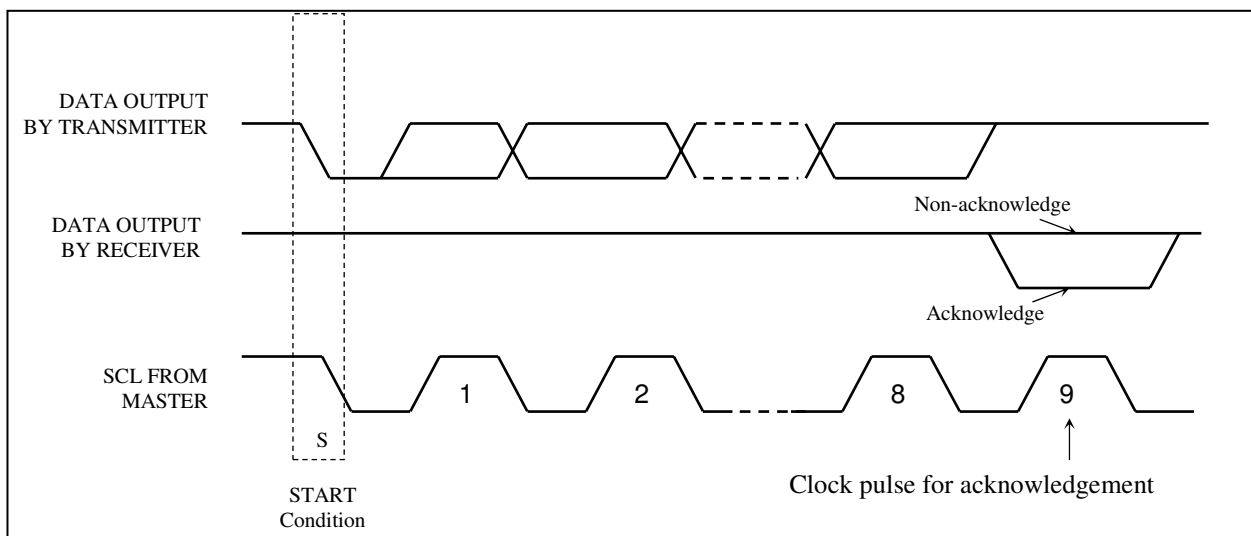 DATA OUTPUT
BY TRANSMITTER
Non-acknowledge
DATA OUTPUT
BY RECEIVER
Acknowledge
SCL FROM
MASTER
1
2
8
9
S
START
Condition
Clock pulse for acknowledgement